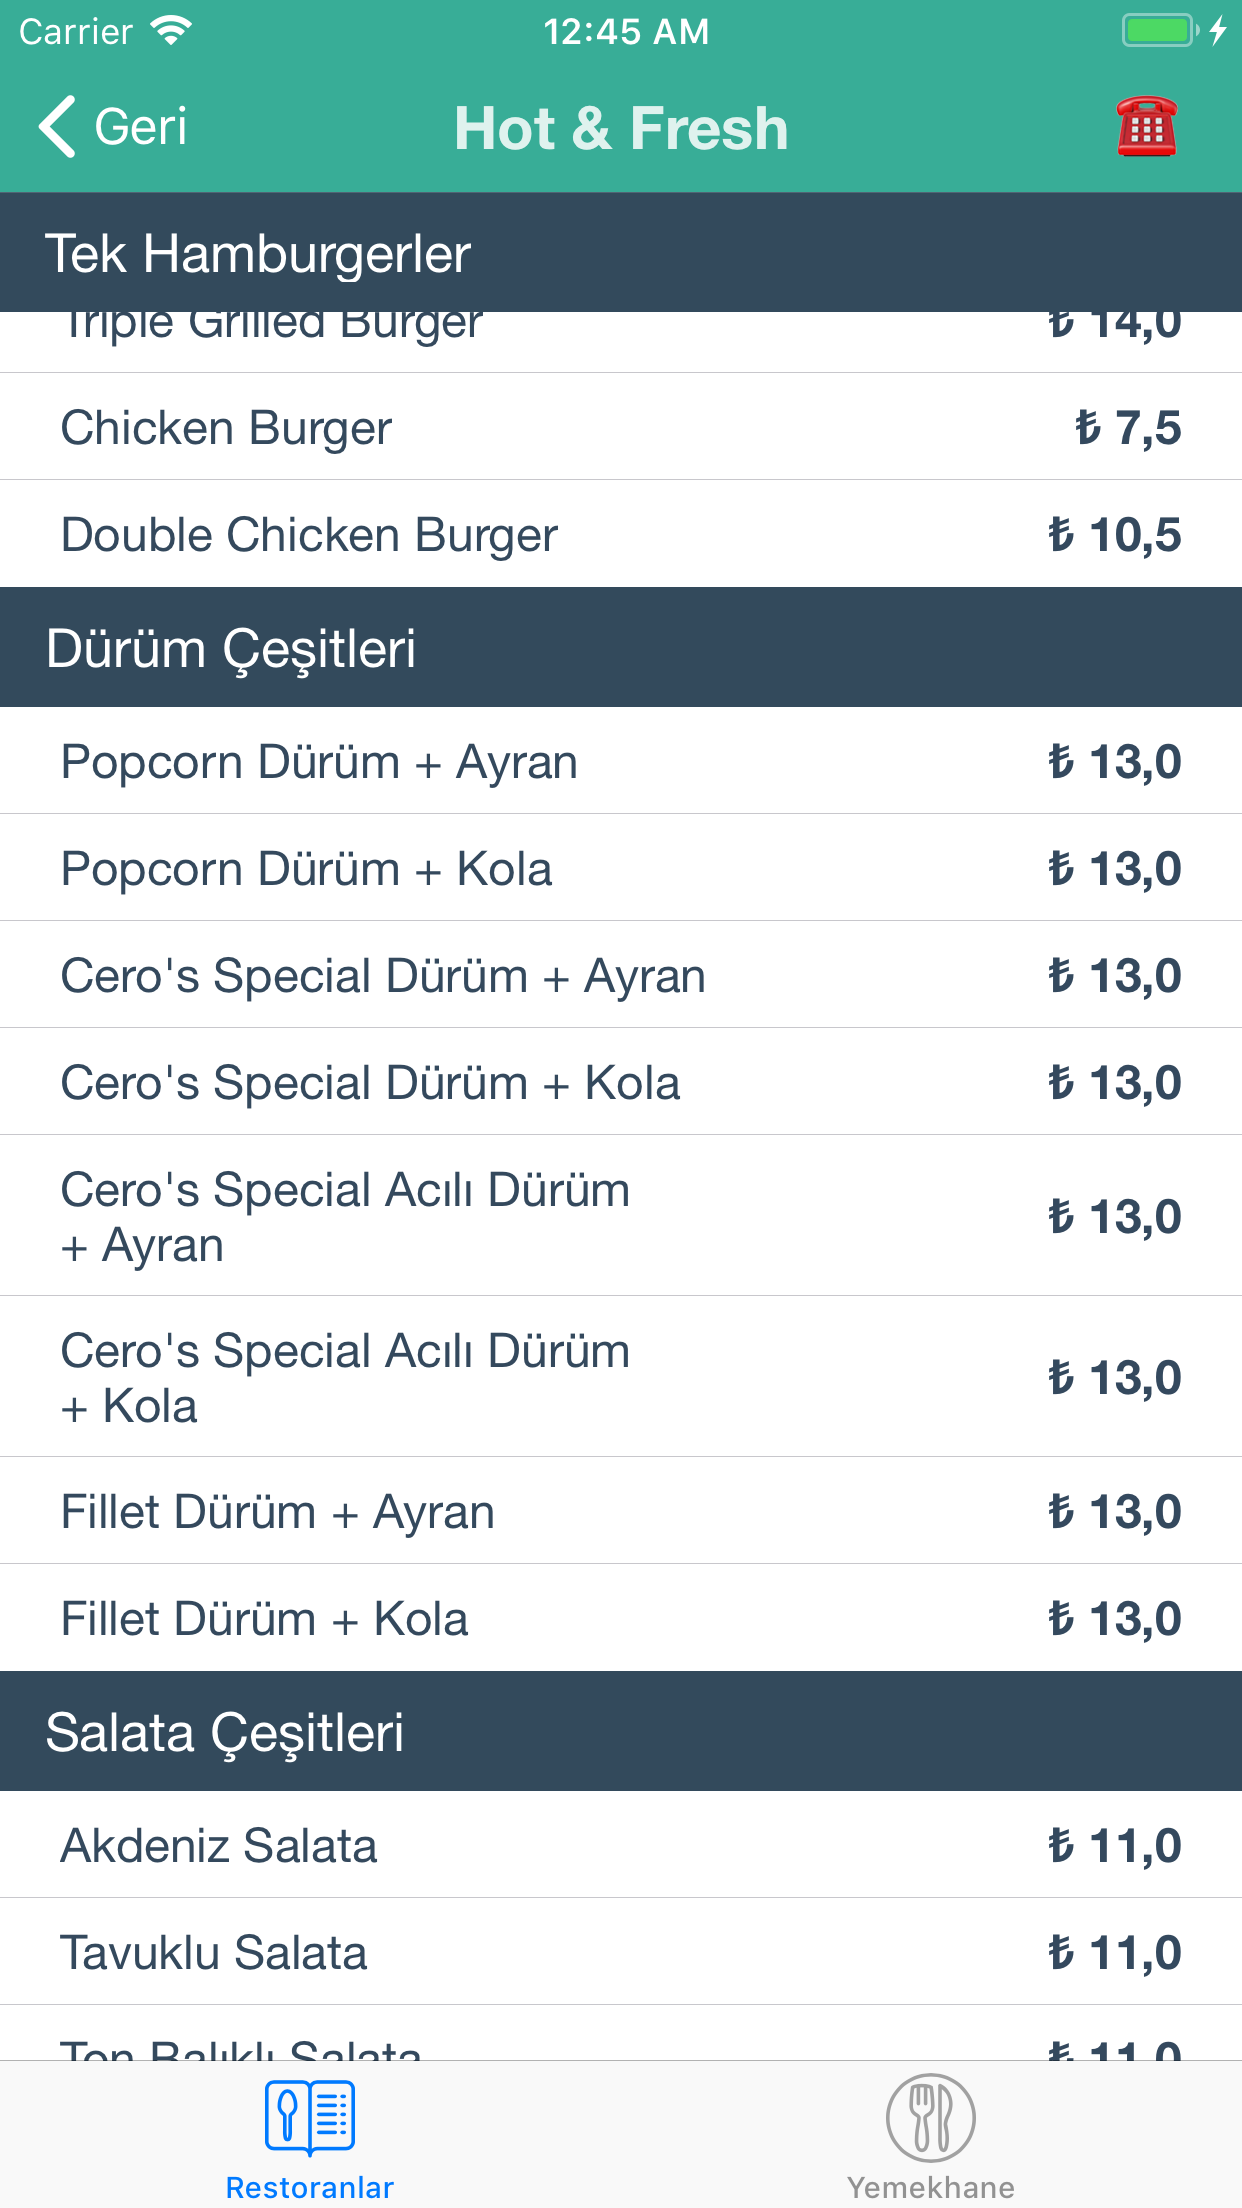 Carrier 12:45 AM
Geri Hot & Fresh
Tek Hamburgerler
Triple Grilled Burger ₺ 14,0
Chicken Burger ₺ 7,5
Double Chicken Burger ₺ 10,5
Dürüm Çeşitleri
Popcorn Dürüm + Ayran ₺ 13,0
Popcorn Dürüm + Kola ₺ 13,0
Cero's Special Dürüm + Ayran ₺ 13,0
Cero's Special Dürüm + Kola ₺ 13,0
Cero's Special Acılı Dürüm
+ Ayran ₺ 13,0
Cero's Special Acılı Dürüm
+ Kola ₺ 13,0
Fillet Dürüm + Ayran ₺ 13,0
Fillet Dürüm + Kola ₺ 13,0
Salata Çeşitleri
Akdeniz Salata ₺ 11,0
Tavuklu Salata ₺ 11,0
Ton Balıklı Salata ₺ 11,0
Restoranlar Yemekhane